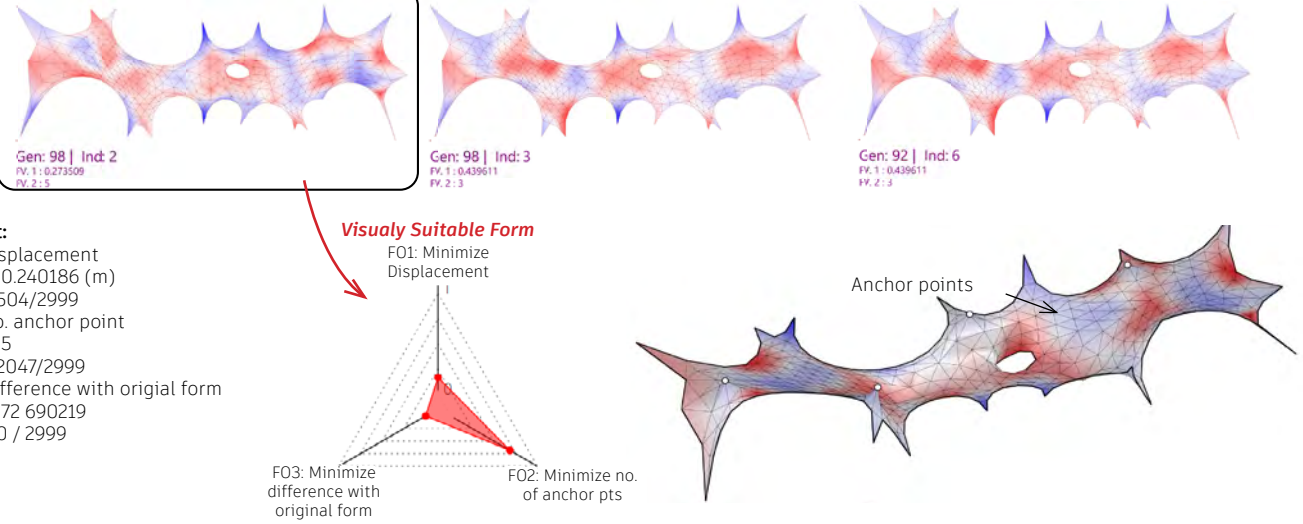 Gen: 98 | Ind: 2
FV. 1 : 0.273509
FV. 2 : 5
Gen: 98 | Ind: 3
FV. 1 : 0.439611
FV. 2 : 3
Gen: 92 | Ind: 6
FV. 1 : 0.439611
FV. 2 : 3
0.240186 (m)
504/2999
anchor point
5
2047/2999
with origial form
72 690219
/ 2999
Visualy Suitable Form
FO1: Minimize
Displacement
1
0
FO3: Minimize
difference with
original form
FO2: Minimize no.
of anchor pts
Anchor points